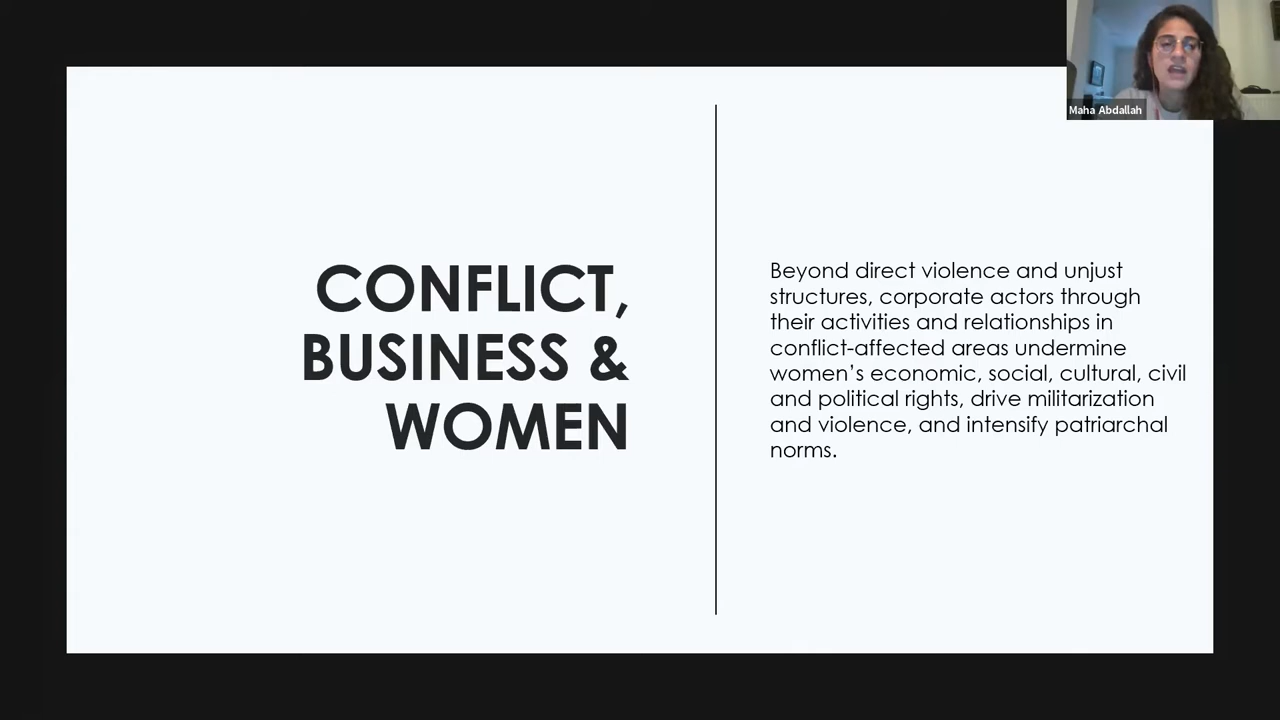 Maha Abdallah
CONFLICT,
BUSINESS &
WOMEN
Beyond direct violence and unjust
structures, corporate actors through
their activities and relationships in
conflict-affected areas undermine
women’s economic, social, cultural, civil
and political rights, drive militarization
and violence, and intensify patriarchal
norms.